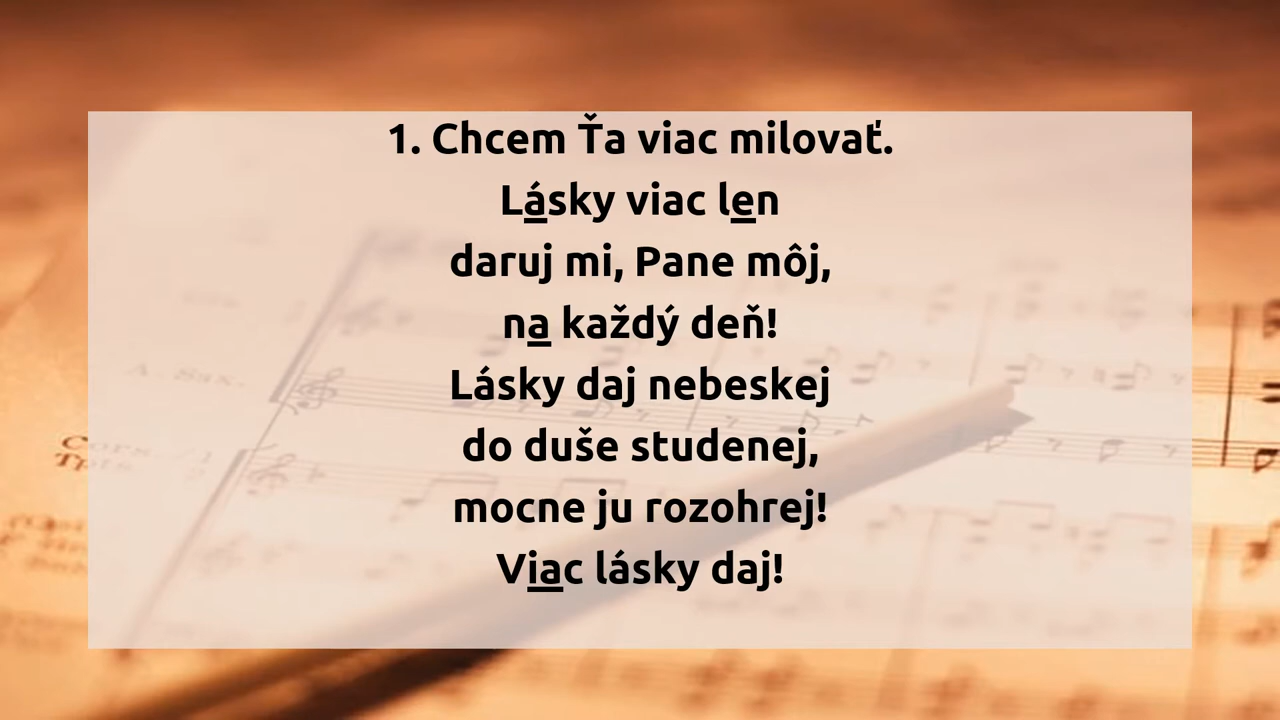 1. Chcem Ťa viac milovať.
Lásky viac len
daruj mi, Pane môj,
na každý deň!
Lásky daj nebeskej
do duše studenej,
mocne ju rozohrej!
Viac lásky daj!
A. Sax.